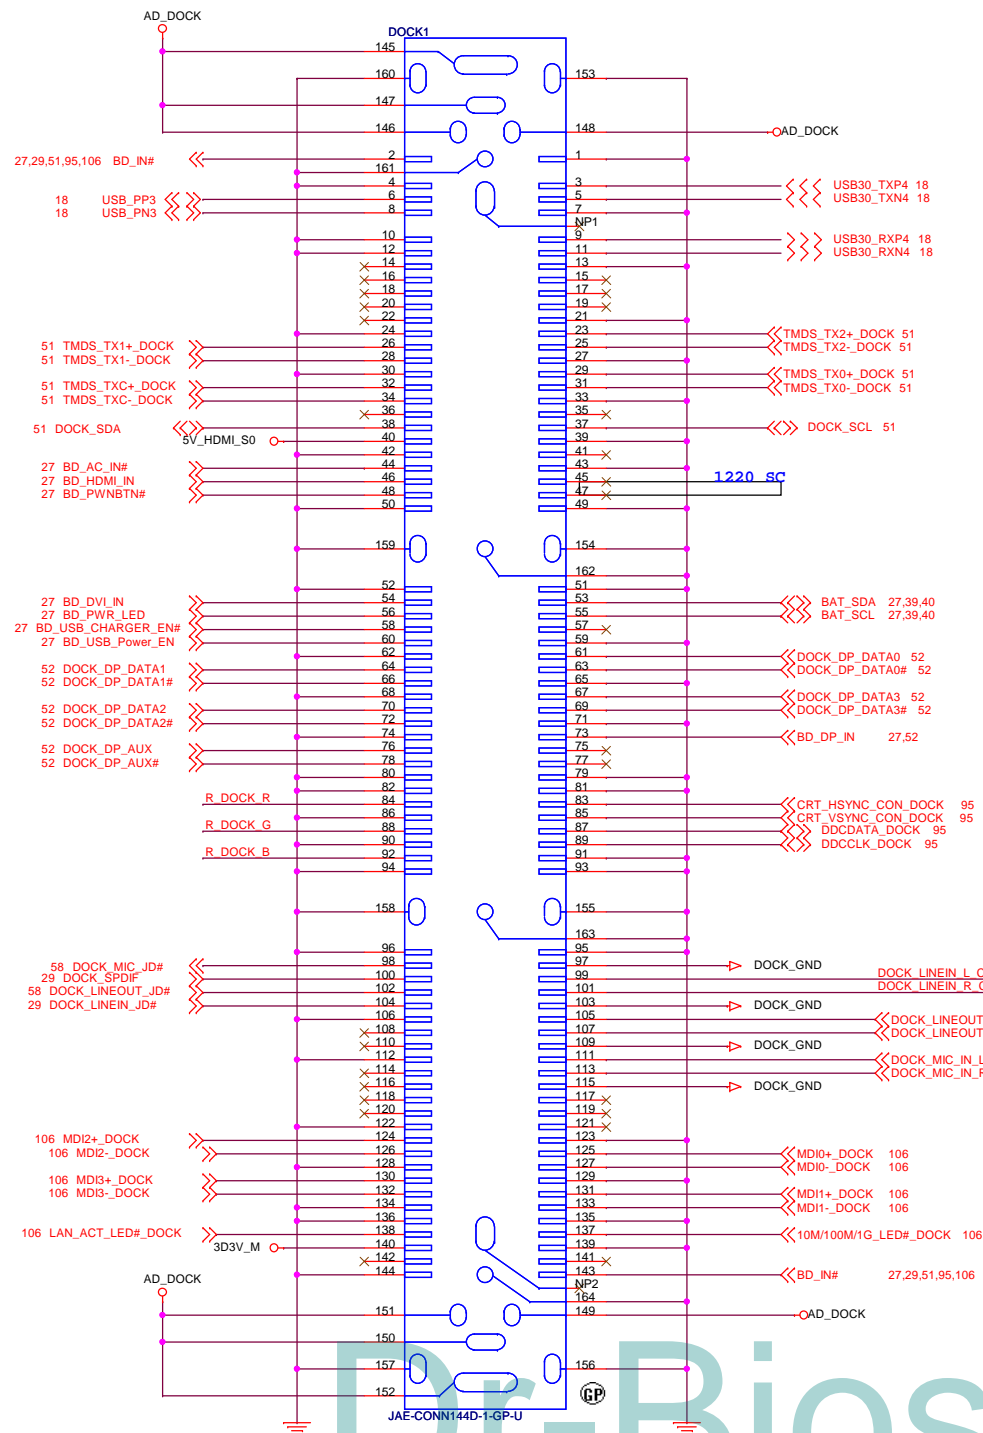 AD_DOCK
DOCK1
145
160 153
147
146 148 AD_DOCK
27,29,51,95,106 BD_IN# 2 1
161
4 3 USB30_TXP4 18
18 USB_PP3 6 5 USB30_TXN4 18
18 USB_PN3 8 7
NP1
10 9 USB30_RXP4 18
12 11 USB30_RXN4 18
14 13
16 15
18 17
20 19
22 21
24 23 TMDS_TX2+_DOCK 51
51 TMDS_TX1+_DOCK 26 25 TMDS_TX2-_DOCK 51
51 TMDS_TX1-_DOCK 28 27
30 29 TMDS_TX0+_DOCK 51
51 TMDS_TXC+_DOCK 32 31 TMDS_TX0-_DOCK 51
51 TMDS_TXC-_DOCK 34 33
36 35
51 DOCK_SDA 38 37 DOCK_SCL 51
5V_HDMI_S0 40 39
42 41
27 BD_AC_IN# 44 43
27 BD_HDMI_IN 46 45 1220 SC
27 BD_PWNBTN# 48 47
50 49
159 154
162
52 51
27 BD_DVI_IN 54 53 BAT_SDA 27,39,40
27 BD_PWR_LED 56 55 BAT_SCL 27,39,40
27 BD_USB_CHARGER_EN# 58 57
27 BD_USB_Power_EN 60 59
62 61 DOCK_DP_DATA0 52
52 DOCK_DP_DATA1 64 63 DOCK_DP_DATA0# 52
52 DOCK_DP_DATA1# 66 65
68 67 DOCK_DP_DATA3 52
52 DOCK_DP_DATA2 70 69 DOCK_DP_DATA3# 52
52 DOCK_DP_DATA2# 72 71
74 73 BD_DP_IN 27,52
52 DOCK_DP_AUX 76 75
52 DOCK_DP_AUX# 78 77
80 79
82 81
R_DOCK_R 84 83 CRT_HSYNC_CON_DOCK 95
86 85 CRT_VSYNC_CON_DOCK 95
R_DOCK_G 88 87 DDCDATA_DOCK 95
90 89 DDCCLK_DOCK 95
R_DOCK_B 92 91
94 93
158 155
163
96 95
58 DOCK_MIC_JD# 98 97 DOCK_GND
29 DOCK_SPDIF 100 99 DOCK_LINEIN_L_C
58 DOCK_LINEOUT_JD# 102 101 DOCK_LINEIN_R_C
29 DOCK_LINEIN_JD# 104 103 DOCK_GND
106 105 DOCK_LINEOUT
108 107 DOCK_LINEOUT
110 109 DOCK_GND
112 111 DOCK_MIC_IN_L
114 113 DOCK_MIC_IN_R
116 115 DOCK_GND
118 117
120 119
122 121
106 MDI2+_DOCK 124 123
106 MDI2-_DOCK 126 125 MDI0+_DOCK 106
128 127 MDI0-_DOCK 106
106 MDI3+_DOCK 130 129
106 MDI3-_DOCK 132 131 MDI1+_DOCK 106
134 133 MDI1-_DOCK 106
136 135
106 LAN_ACT_LED#_DOCK 138 137 10M/100M/1G_LED#_DOCK 106
3D3V_M 140 139
142 141
144 143 BD_IN# 27,29,51,95,106
AD_DOCK NP2
164
151 149 AD_DOCK
150
157 156
152
GP
JAE-CONN144D-1-GP-U
Dr-Bios